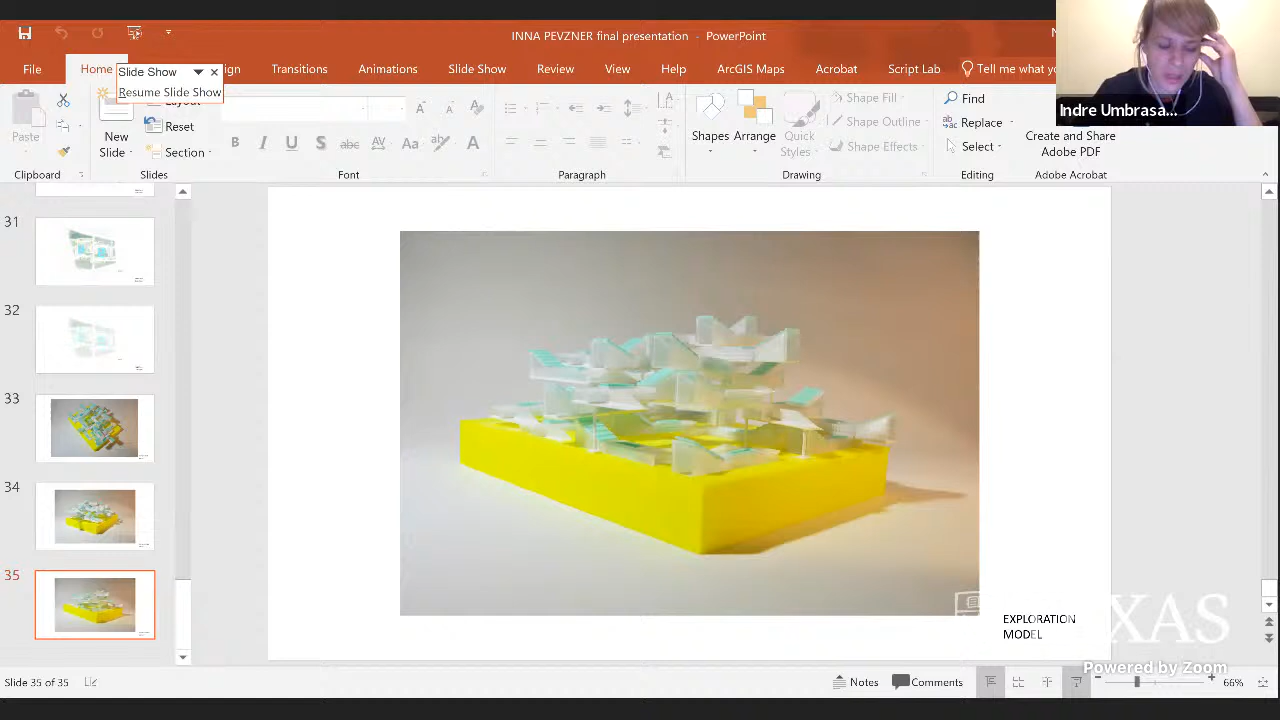 INNA PEVZNER final presentation - PowerPoint
File
Home
Slide Show
Resume Slide Show
Transitions
Animations
Slide Show
Review
View
Help
ArcGIS Maps
Acrobat
Script Lab
Tell me what yo
Indre Umbrasa...
Paste
Clipboard
New
Slide
Reset
Section
Slides
B I U S abc AV Aa A
Font
Paragraph
Shapes
Arrange
Quick
Styles
Shape Fill
Shape Outline
Shape Effects
Drawing
Find
Replace
Select
Editing
Create and Share
Adobe PDF
Adobe Acrobat
31
32
33
34
35
EXPLORATION
MODEL
XAS
Powered by Zoom
Slide 35 of 35
Notes
Comments
66%